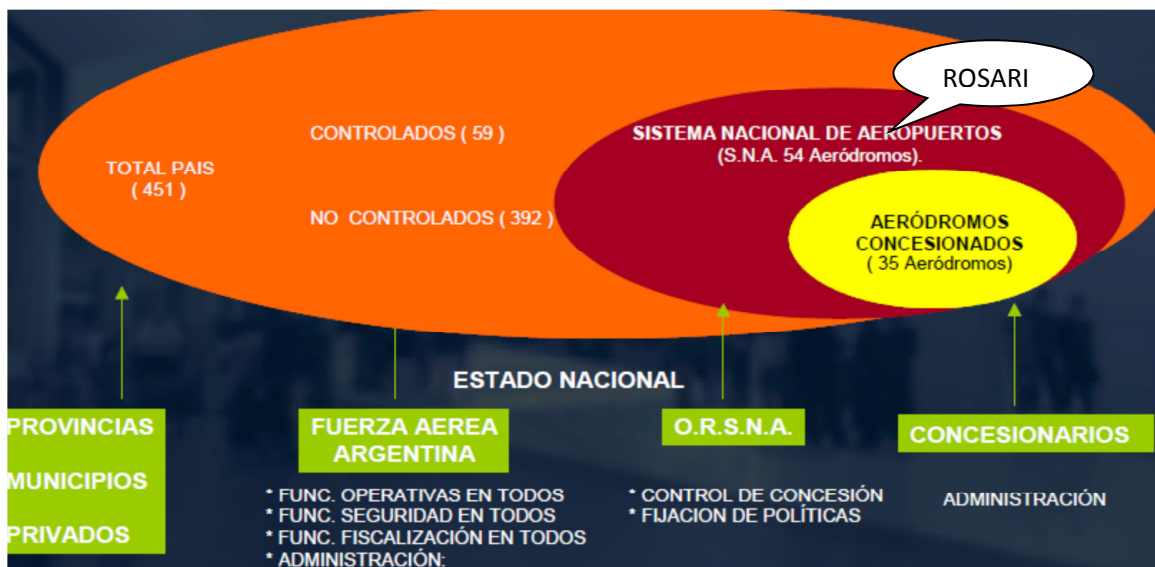 ROSARI
CONTROLADOS ( 59 )
SISTEMA NACIONAL DE AEROPUERTOS
(S.N.A. 54 Aeródromos).
TOTAL PAIS
( 451 )
NO CONTROLADOS ( 392 )
AERÓDROMOS
CONCESIONADOS
( 35 Aeródromos)
ESTADO NACIONAL
PROVINCIAS
MUNICIPIOS
PRIVADOS
FUERZA AEREA
ARGENTINA
* FUNC. OPERATIVAS EN TODOS
* FUNC. SEGURIDAD EN TODOS
* FUNC. FISCALIZACIÓN EN TODOS
* ADMINISTRACIÓN:
O.R.S.N.A.
* CONTROL DE CONCESIÓN
* FIJACION DE POLÍTICAS
CONCESIONARIOS
ADMINISTRACIÓN